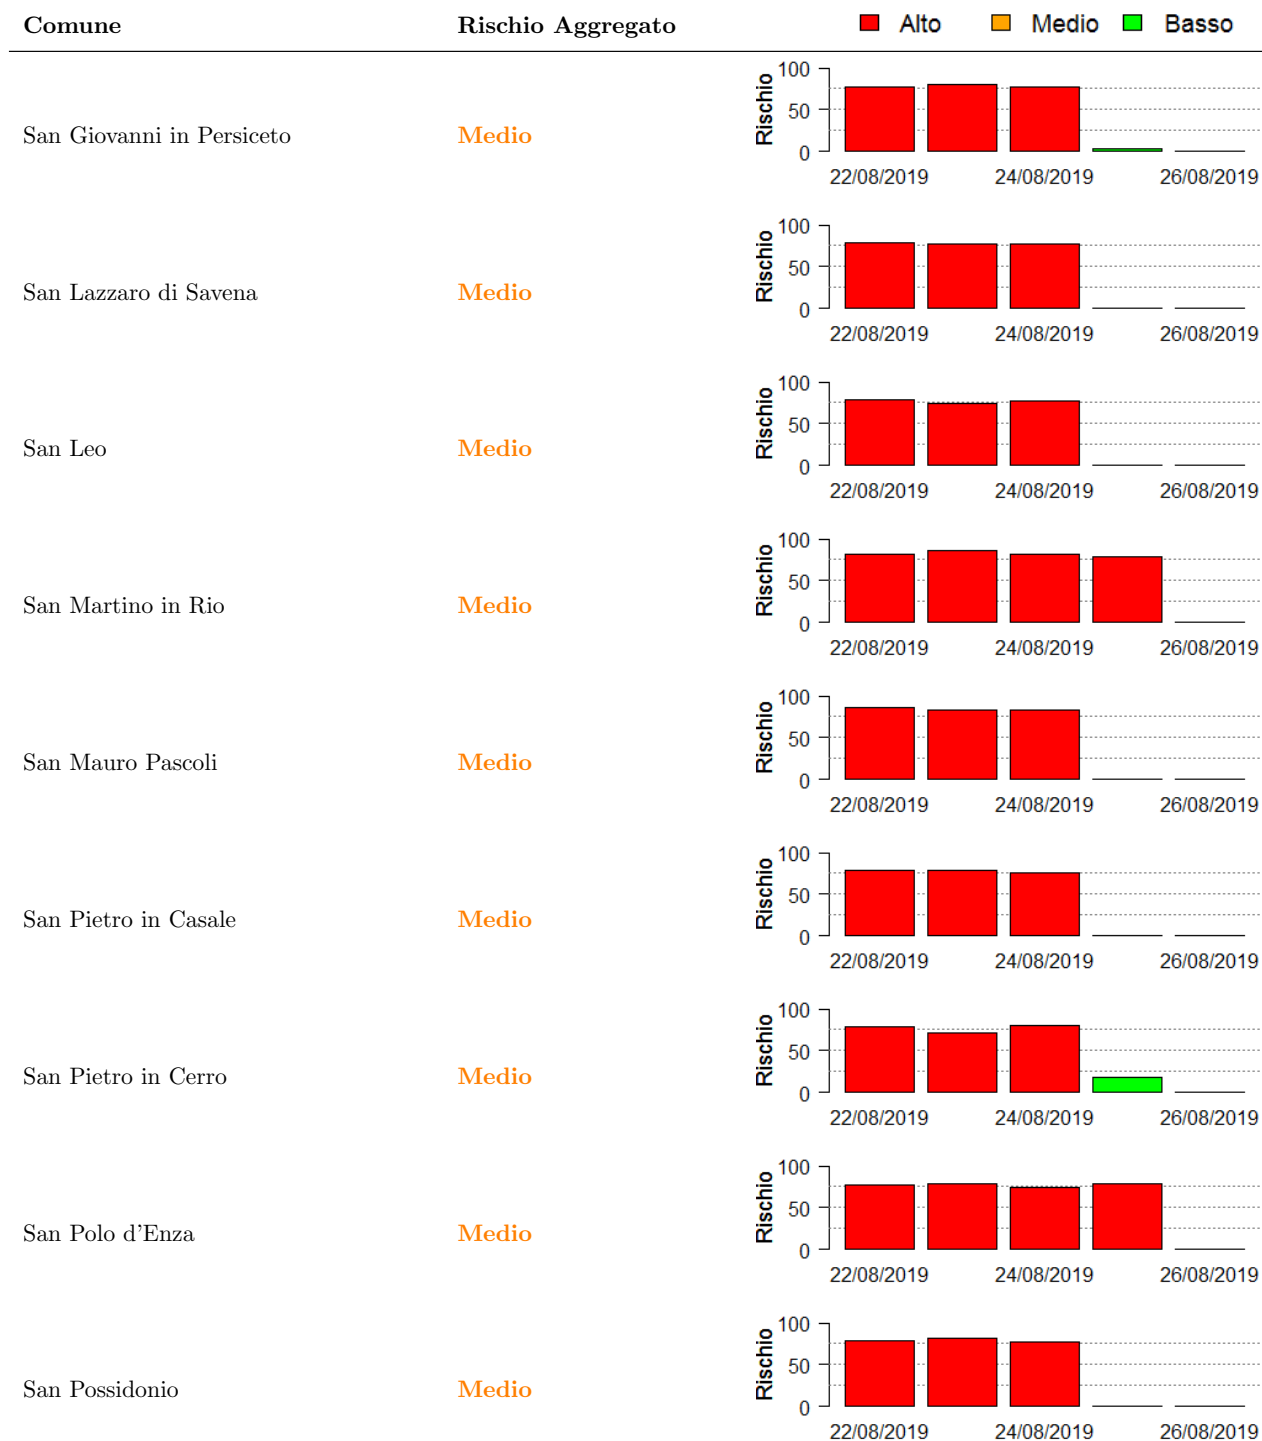 Comune Rischio Aggregato Alto Medio Basso
San Giovanni in Persiceto Medio
Rischio
100
50
0
22/08/2019 24/08/2019 26/08/2019
San Lazzaro di Savena Medio
Rischio
100
50
0
22/08/2019 24/08/2019 26/08/2019
San Leo Medio
Rischio
100
50
0
22/08/2019 24/08/2019 26/08/2019
San Martino in Rio Medio
Rischio
100
50
0
22/08/2019 24/08/2019 26/08/2019
San Mauro Pascoli Medio
Rischio
100
50
0
22/08/2019 24/08/2019 26/08/2019
San Pietro in Casale Medio
Rischio
100
50
0
22/08/2019 24/08/2019 26/08/2019
San Pietro in Cerro Medio
Rischio
100
50
0
22/08/2019 24/08/2019 26/08/2019
San Polo d'Enza Medio
Rischio
100
50
0
22/08/2019 24/08/2019 26/08/2019
San Possidonio Medio
Rischio
100
50
0
22/08/2019 24/08/2019 26/08/2019